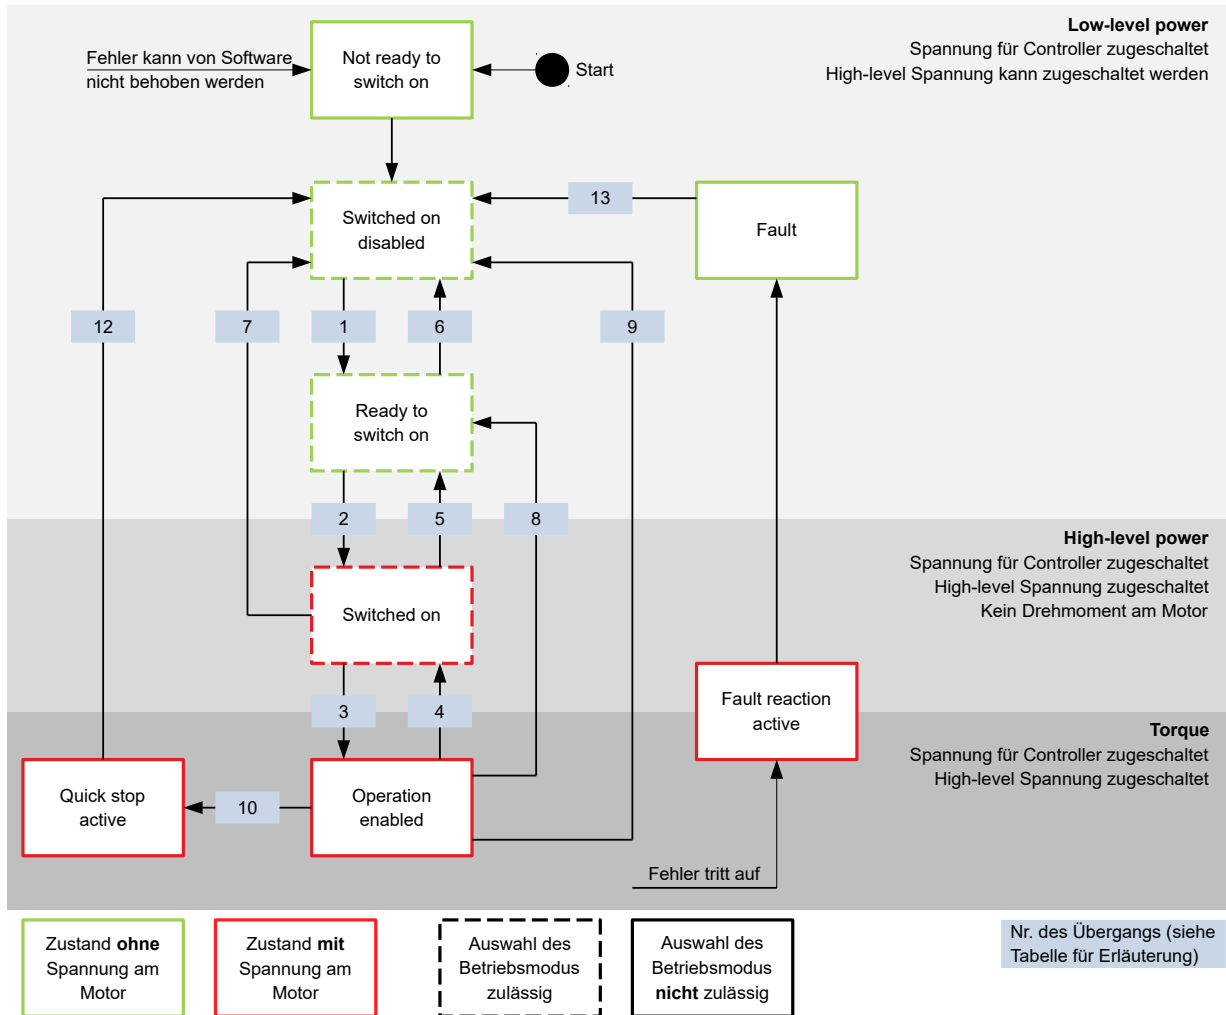 Low-level power
Spannung für Controller zugeschaltet
High-level Spannung kann zugeschaltet werden
Fehler kann von Software
nicht behoben werden
Not ready to
switch on
Start
Switched on
disabled
13
Fault
12
7
1
6
9
Ready to
switch on
2
5
8
High-level power
Spannung für Controller zugeschaltet
High-level Spannung zugeschaltet
Kein Drehmoment am Motor
Switched on
Fault reaction
active
3
4
Torque
Spannung für Controller zugeschaltet
High-level Spannung zugeschaltet
Quick stop
active
10
Operation
enabled
Fehler tritt auf
Zustand ohne
Spannung am
Motor
Zustand mit
Spannung am
Motor
Auswahl des
Betriebsmodus
zulässig
Auswahl des
Betriebsmodus
nicht zulässig
Nr. des Übergangs (siehe
Tabelle für Erläuterung)